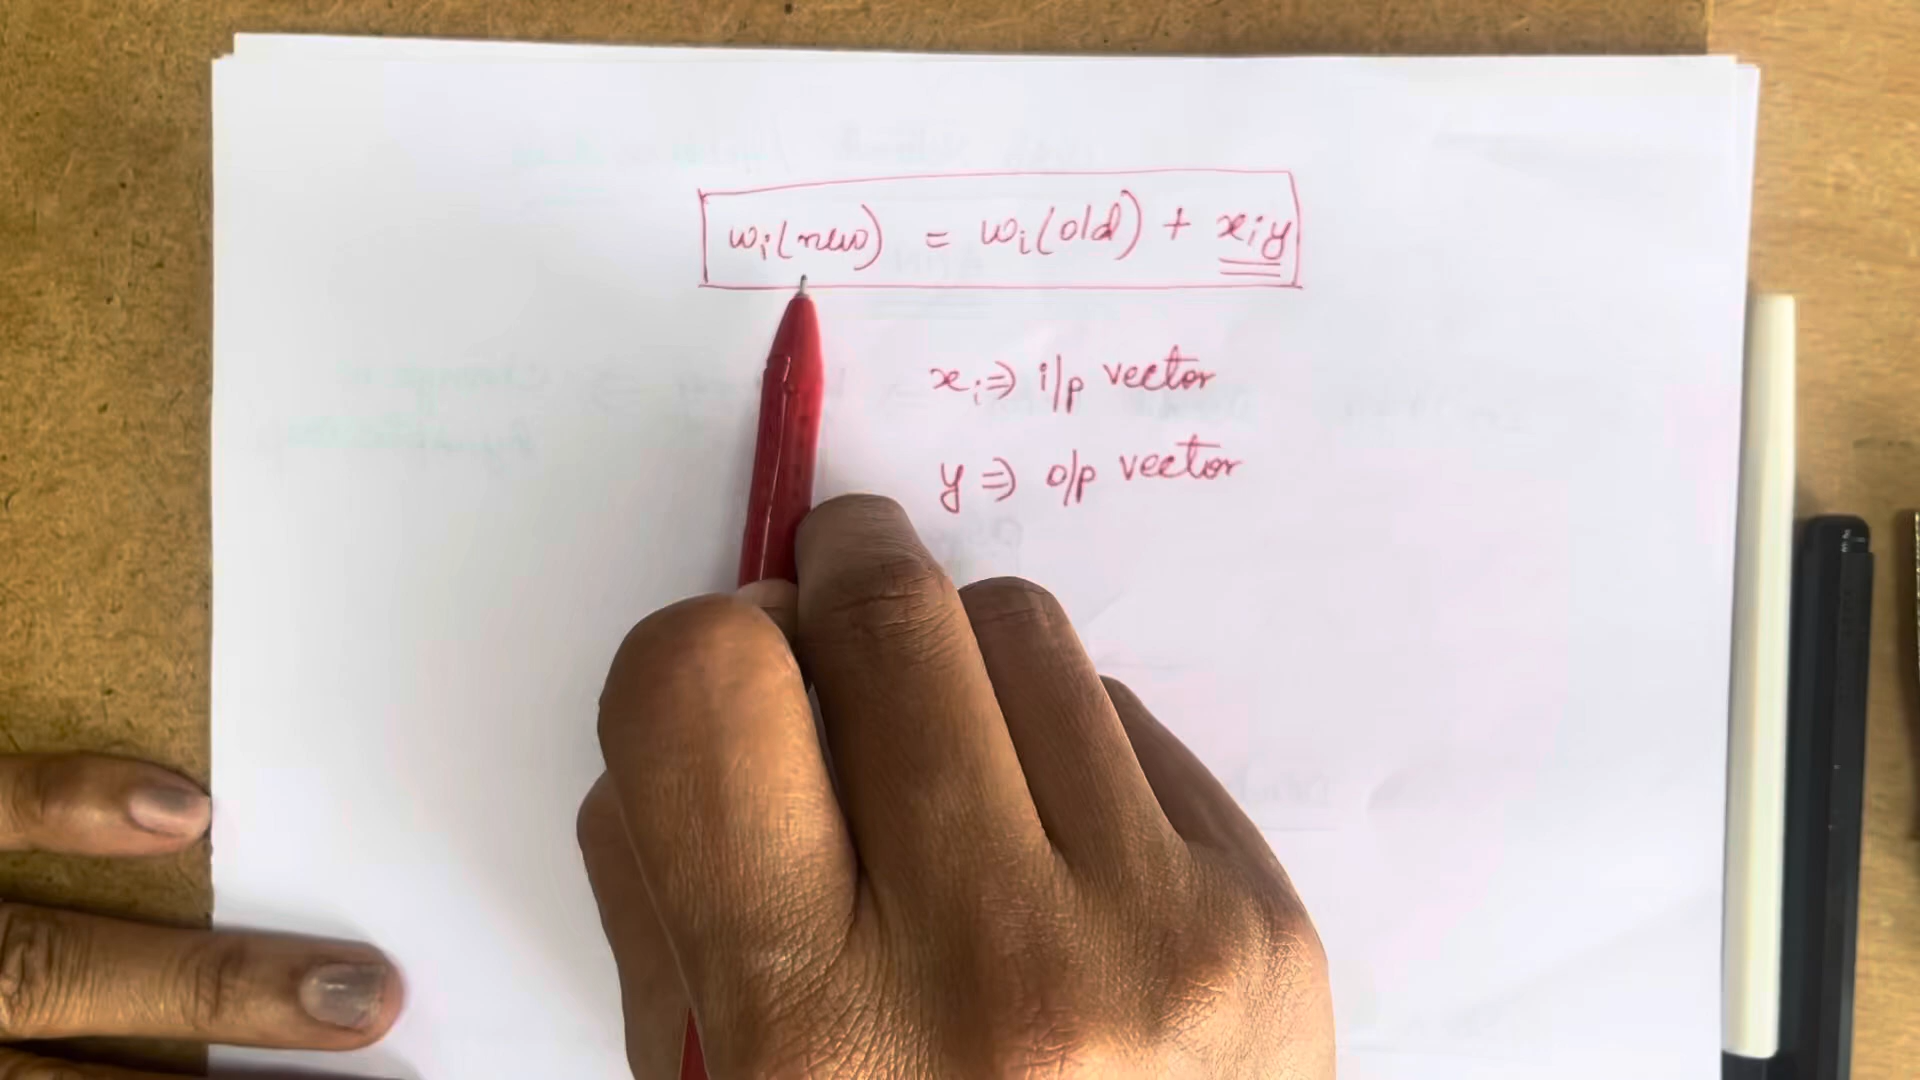 wi(new) = wi(old) + xiy
xi ⇒ i/p vector
y ⇒ o/p vector